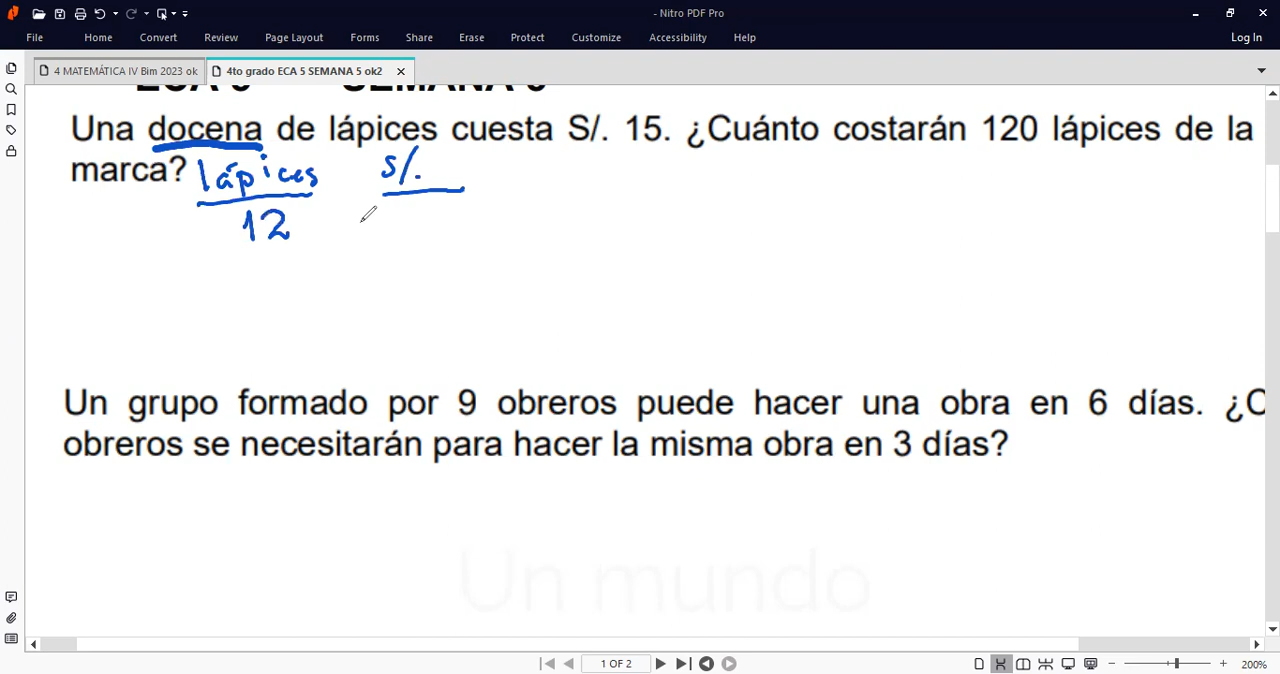 - Nitro PDF Pro
File Home Convert Review Page Layout Forms Share Erase Protect Customize Accessibility Help Log In
4 MATEMÁTICA IV Bim 2023 ok 4to grado ECA 5 SEMANA 5 ok2
Una docena de lápices cuesta S/. 15. ¿Cuánto costarán 120 lápices de la
marca?
lápices S/.
12
Un grupo formado por 9 obreros puede hacer una obra en 6 días.
obreros se necesitarán para hacer la misma obra en 3 días?
Un mundo
1 OF 2 200%